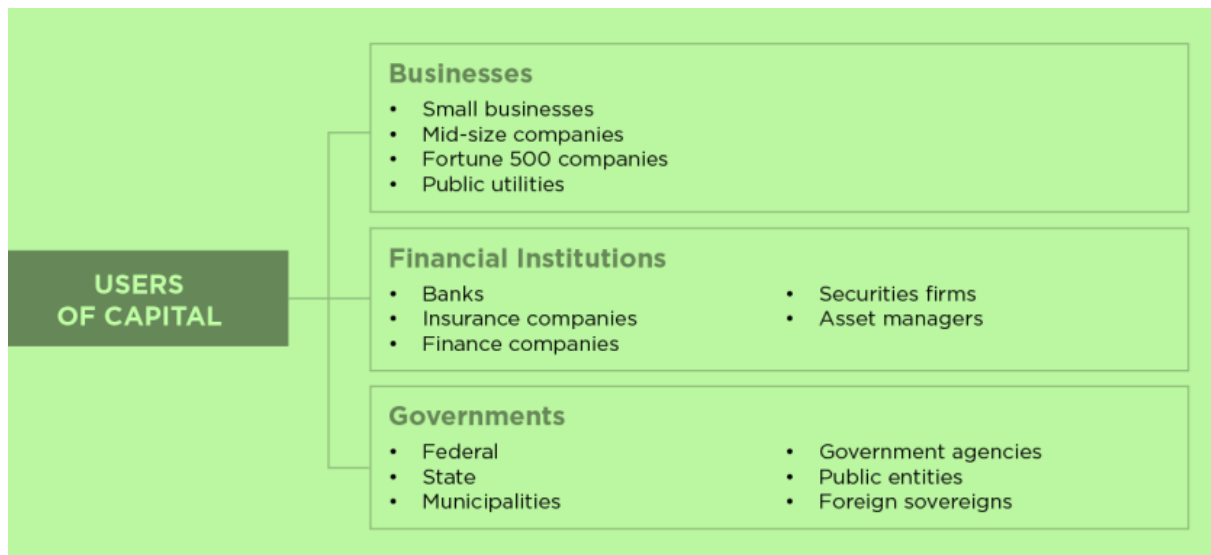 USERS
OF CAPITAL
Businesses
• Small businesses
• Mid-size companies
• Fortune 500 companies
• Public utilities
Financial Institutions
• Banks
• Insurance companies
• Finance companies
• Securities firms
• Asset managers
Governments
• Federal
• State
• Municipalities
• Government agencies
• Public entities
• Foreign sovereigns